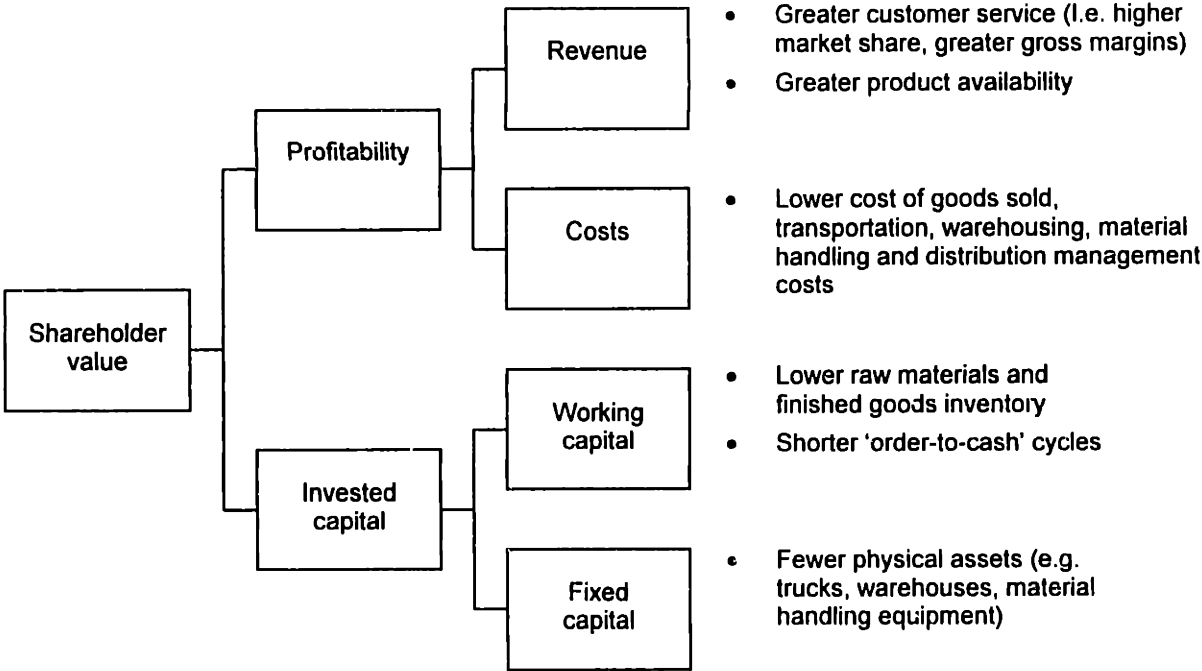 Shareholder
value
Profitability
Invested
capital
Revenue
• Greater customer service (I.e. higher
market share, greater gross margins)
• Greater product availability
Costs
• Lower cost of goods sold,
transportation, warehousing, material
handling and distribution management
costs
Working
capital
• Lower raw materials and
finished goods inventory
• Shorter ‘order-to-cash’ cycles
Fixed
capital
• Fewer physical assets (e.g.
trucks, warehouses, material
handling equipment)